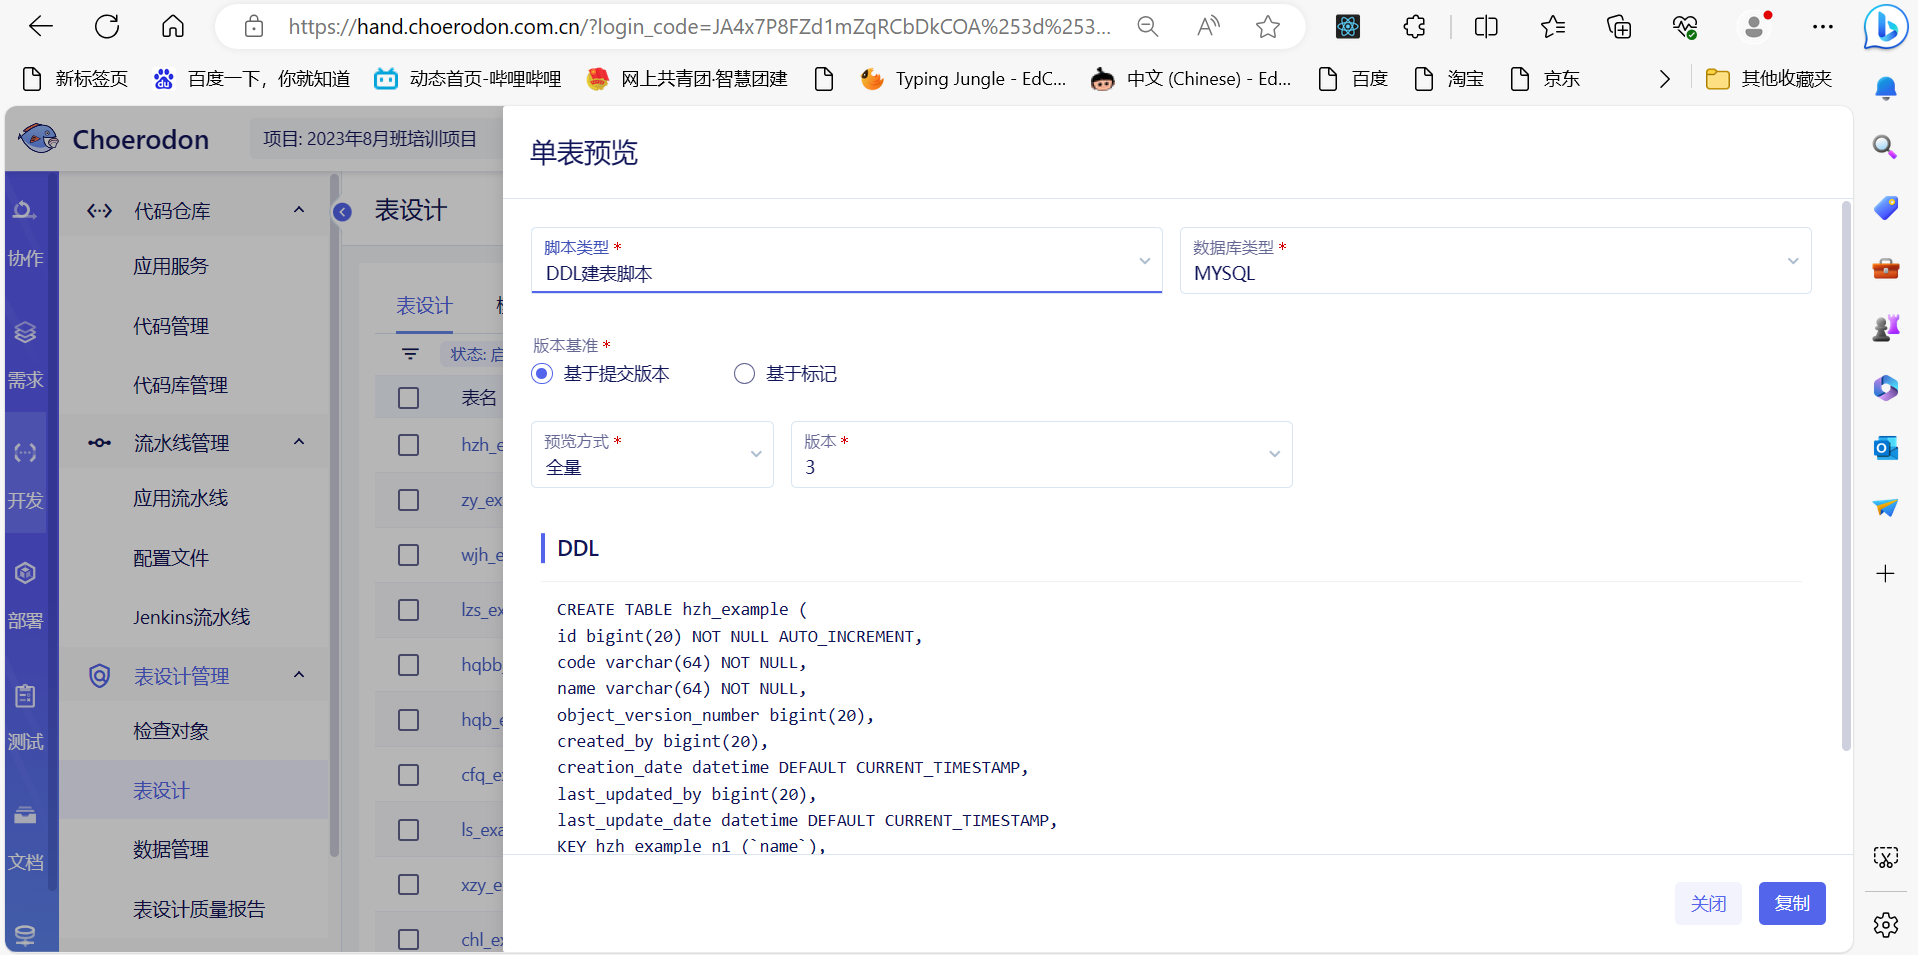 https://hand.choerodon.com.cn/?login_code=JA4x7P8FZd1mZqRCbDkCOA%253d%253...
新标签页
百度一下，你就知道
动态首页-哔哩哔哩
网上共青团·智慧团建
Typing Jungle - EdC...
中文 (Chinese) - Ed...
百度
淘宝
京东
其他收藏夹
Choerodon
项目: 2023年8月班培训项目
协作
需求
开发
部署
测试
文档
代码仓库
应用服务
代码管理
代码库管理
流水线管理
应用流水线
配置文件
Jenkins流水线
表设计管理
检查对象
表设计
数据管理
表设计质量报告
表设计
表设计
状态: 启
表名
hzh_e
zy_ex
wjh_e
lzs_ex
hqbb_
hqb_e
cfq_e
ls_exa
xzy_e
chl_e
单表预览
脚本类型 *
DDL建表脚本
数据库类型 *
MYSQL
版本基准 *
基于提交版本
基于标记
预览方式 *
全量
版本 *
3
DDL
CREATE TABLE hzh_example (
id bigint(20) NOT NULL AUTO_INCREMENT,
code varchar(64) NOT NULL,
name varchar(64) NOT NULL,
object_version_number bigint(20),
created_by bigint(20),
creation_date datetime DEFAULT CURRENT_TIMESTAMP,
last_updated_by bigint(20),
last_update_date datetime DEFAULT CURRENT_TIMESTAMP,
KEY hzh_example_n1 (`name`),
关闭
复制